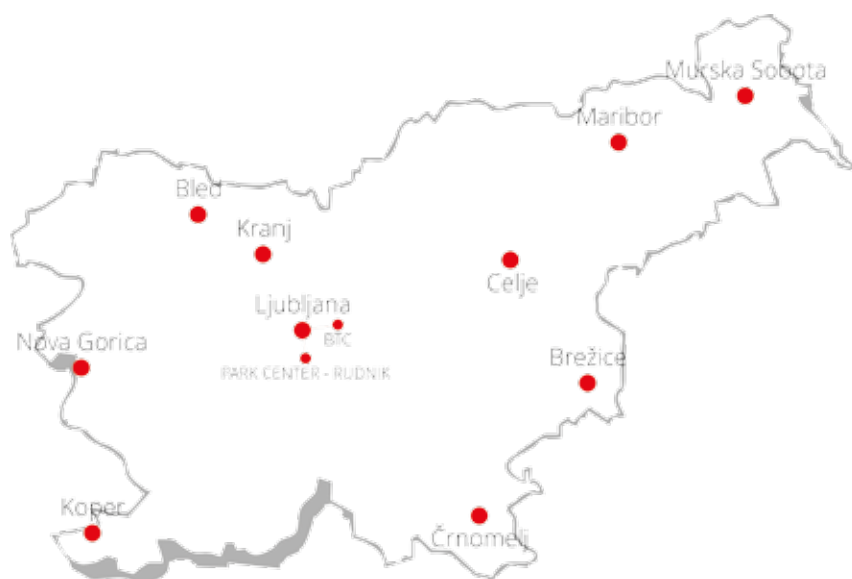 Murska Sobota
Maribor
Bled
Kranj
Celje
Ljubljana
BTC
Nova Gorica
PARK CENTER - RUDNIK
Brežice
Koper
Črnomelj